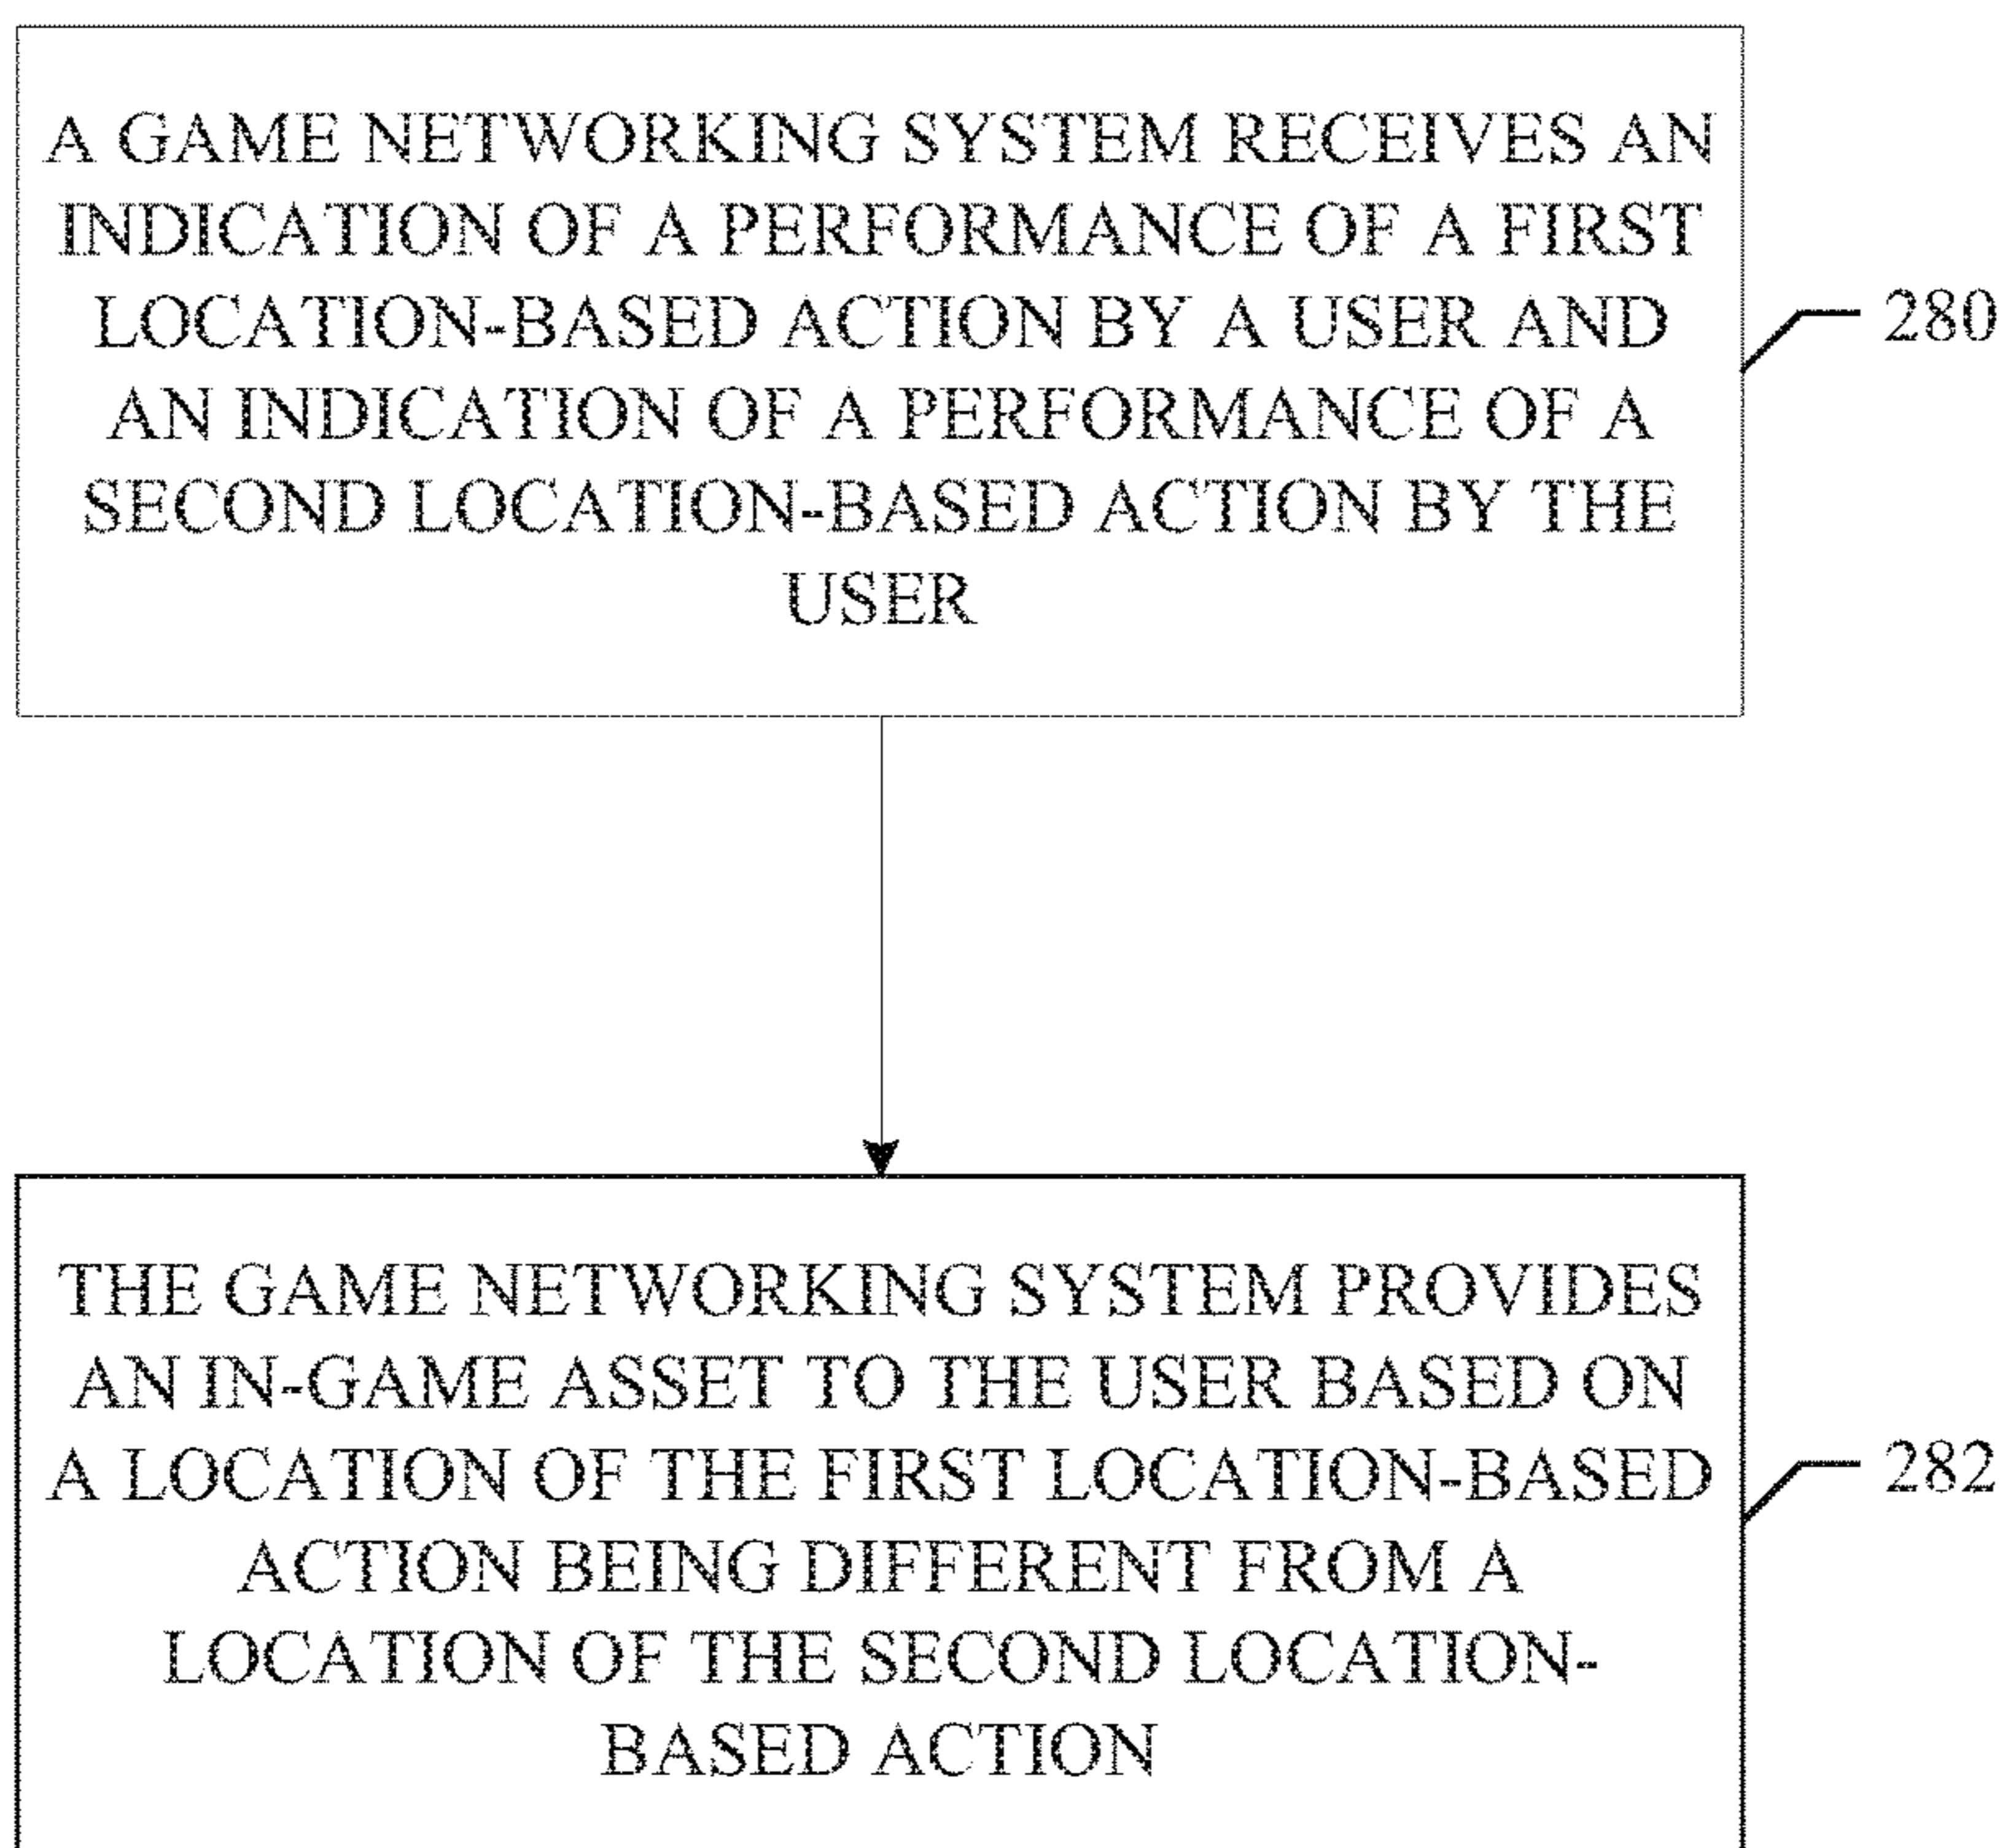 A GAME NETWORKING SYSTEM RECEIVES AN
INDICATION OF A PERFORMANCE OF A FIRST
LOCATION-BASED ACTION BY A USER AND
AN INDICATION OF A PERFORMANCE OF A
SECOND LOCATION-BASED ACTION BY THE
USER
280
THE GAME NETWORKING SYSTEM PROVIDES
AN IN-GAME ASSET TO THE USER BASED ON
A LOCATION OF THE FIRST LOCATION-BASED
ACTION BEING DIFFERENT FROM A
LOCATION OF THE SECOND LOCATION-
BASED ACTION
282